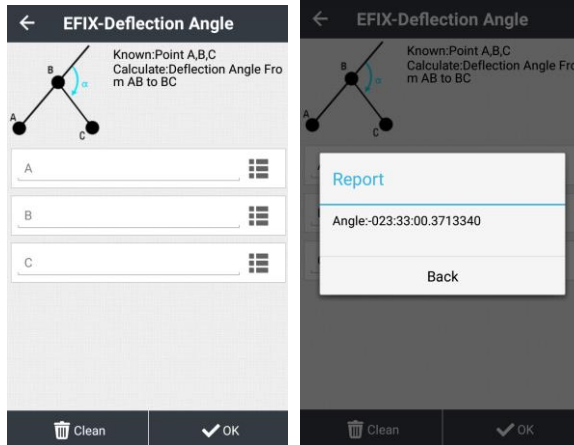 EFIX-Deflection Angle
Known:Point A,B,C
Calculate:Deflection Angle Fro
m AB to BC
B
α
A
C
A
B
C
Clean
OK
EFIX-Deflection Angle
Known:Point A,B,C
Calculate:Deflection Angle Fro
m AB to BC
B
α
A
C
Report
Angle:-023:33:00.3713340
Back
Clean
OK